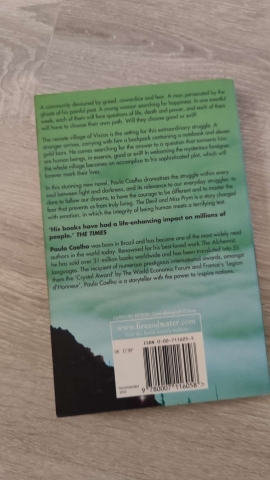 A community devoured by greed, cowardice and fear. A man persecuted by the
ghosts of his painful past. A young woman searching for happiness. In one eventful
week, each of them will face questions of life, death and power, and each of them
will have to choose their own path. Will they choose good or evil?
The remote village of Viscos is the setting for this extraordinary struggle. A
stranger arrives, carrying with him a backpack containing a notebook and eleven
gold bars. He comes searching for the answer to a question that torments him:
are human beings, in essence, good or evil? In welcoming the mysterious foreigner,
the whole village becomes an accomplice to his sophisticated plot, which will
forever mark their lives.
In this stunning new novel, Paulo Coelho dramatises the struggle within every
soul between light and darkness, and its relevance to our everyday struggles: to
dare to follow our dreams, to have the courage to be different and to master the
fear that prevents us from truly living. The Devil and Miss Prym is a story charged
with emotion, in which the integrity of being human meets a terrifying test.
'His books have had a life-enhancing impact on millions of
people.' THE TIMES
Paulo Coelho was born in Brazil and has become one of the most widely read
authors in the world today. Renowned for his best-loved work The Alchemist,
he has sold over 31 million books worldwide and has been translated into 51
languages. The recipient of numerous prestigious international awards, amongst
them the 'Crystal Award' by The World Economic Forum and France's 'Legion
d'Honneur', Paulo Coelho is a storyteller with the power to inspire nations.
www.fireandwater.com
ISBN 0-00-711605-5
9 780007 116058 >